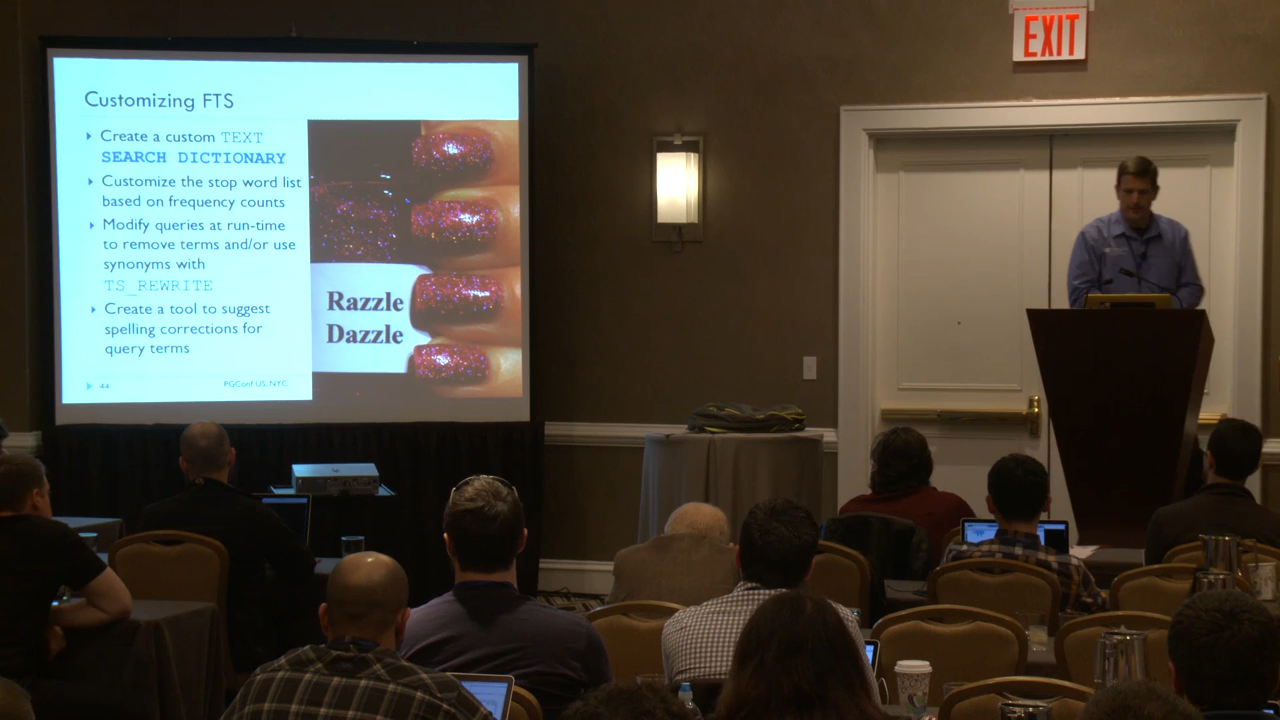 EXIT
Customizing FTS
Create a custom TEXT
SEARCH DICTIONARY
Customize the stop word list
based on frequency counts
Modify queries at run-time
to remove terms and/or use
synonyms with
TS_REWRITE
Create a tool to suggest
spelling corrections for
query terms
Razzle
Dazzle
44
PGConf US, NYC